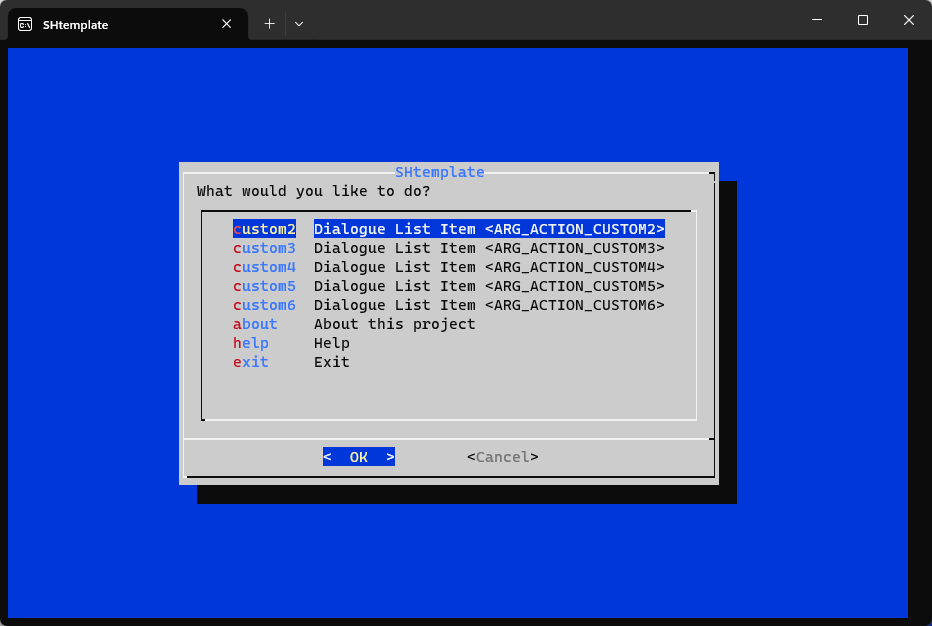 SHtemplate
SHtemplate
What would you like to do?
custom2 Dialogue List Item <ARG_ACTION_CUSTOM2>
custom3 Dialogue List Item <ARG_ACTION_CUSTOM3>
custom4 Dialogue List Item <ARG_ACTION_CUSTOM4>
custom5 Dialogue List Item <ARG_ACTION_CUSTOM5>
custom6 Dialogue List Item <ARG_ACTION_CUSTOM6>
about About this project
help Help
exit Exit
< OK > <Cancel>